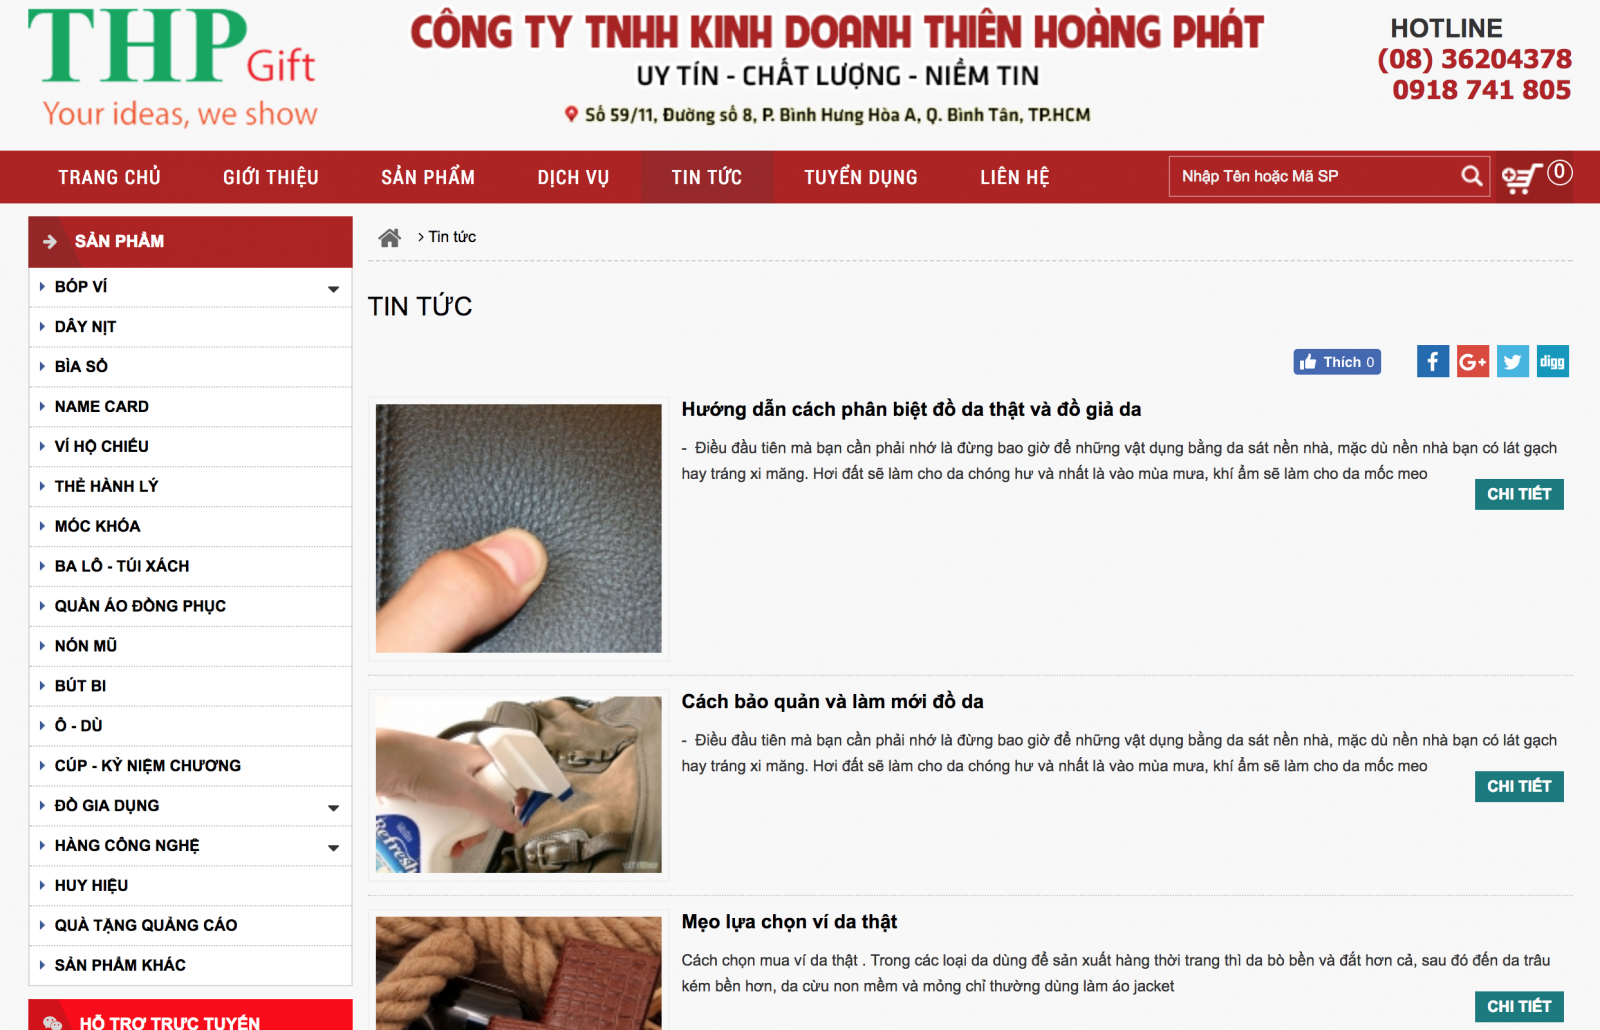 THP Gift
Your ideas, we show
CÔNG TY TNHH KINH DOANH THIÊN HOÀNG PHÁT
UY TÍN - CHẤT LƯỢNG - NIỀM TIN
Số 59/11, Đường số 8, P. Bình Hưng Hòa A, Q. Bình Tân, TP.HCM
HOTLINE
(08) 36204378
0918 741 805
TRANG CHỦ GIỚI THIỆU SẢN PHẨM DỊCH VỤ TIN TỨC TUYỂN DỤNG LIÊN HỆ Nhập Tên hoặc Mã SP 0
SẢN PHẨM
BÓP VÍ
DÂY NỊT
BÌA SỔ
NAME CARD
VÍ HỘ CHIẾU
THẺ HÀNH LÝ
MÓC KHÓA
BA LÔ - TÚI XÁCH
QUẦN ÁO ĐỒNG PHỤC
NÓN MŨ
BÚT BI
Ô - DÙ
CÚP - KỶ NIỆM CHƯƠNG
ĐỒ GIA DỤNG
HÀNG CÔNG NGHỆ
HUY HIỆU
QUÀ TẶNG QUẢNG CÁO
SẢN PHẨM KHÁC
HỖ TRỢ TRỰC TUYẾN
› Tin tức
TIN TỨC
Thích 0
f G+ digg
Hướng dẫn cách phân biệt đồ da thật và đồ giả da
- Điều đầu tiên mà bạn cần phải nhớ là đừng bao giờ để những vật dụng bằng da sát nền nhà, mặc dù nền nhà bạn có lát gạch
hay tráng xi măng. Hơi đất sẽ làm cho da chóng hư và nhất là vào mùa mưa, khí ẩm sẽ làm cho da mốc meo
CHI TIẾT
Refresh
Cách bảo quản và làm mới đồ da
- Điều đầu tiên mà bạn cần phải nhớ là đừng bao giờ để những vật dụng bằng da sát nền nhà, mặc dù nền nhà bạn có lát gạch
hay tráng xi măng. Hơi đất sẽ làm cho da chóng hư và nhất là vào mùa mưa, khí ẩm sẽ làm cho da mốc meo
CHI TIẾT
Mẹo lựa chọn ví da thật
Cách chọn mua ví da thật . Trong các loại da dùng để sản xuất hàng thời trang thì da bò bền và đắt hơn cả, sau đó đến da trâu
kém bền hơn, da cừu non mềm và mỏng chỉ thường dùng làm áo jacket
CHI TIẾT